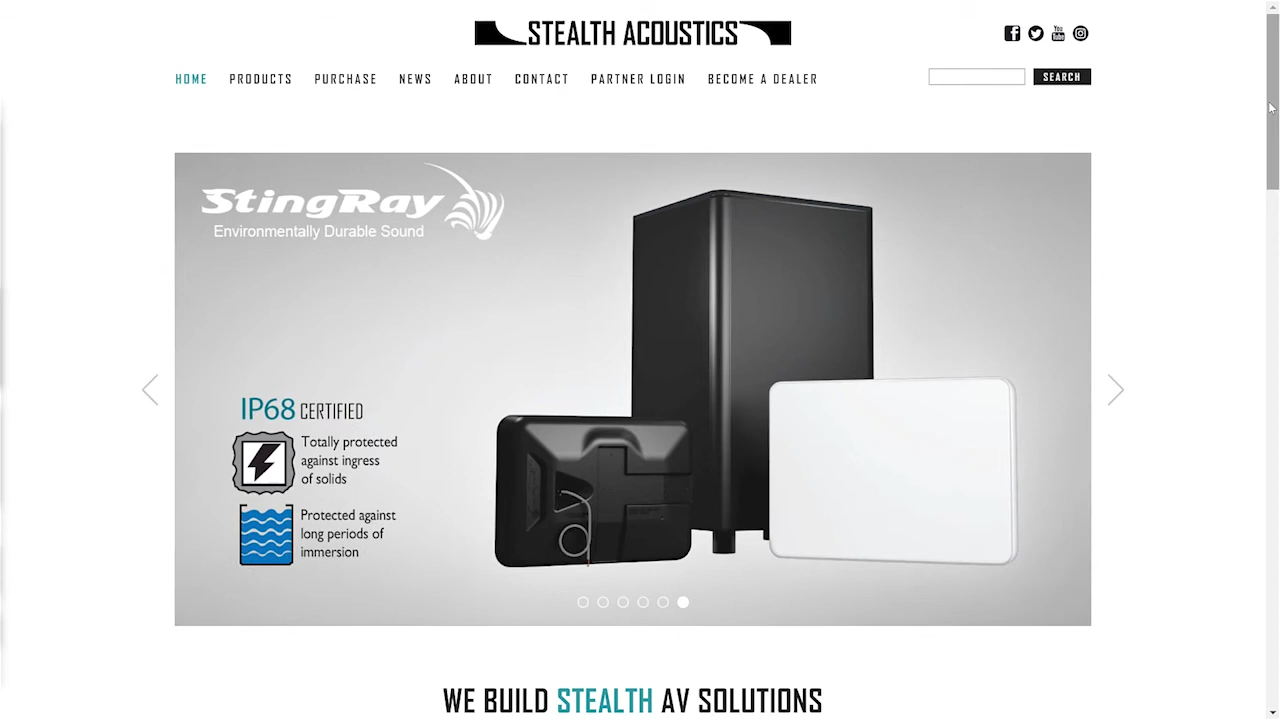 STEALTH ACOUSTICS
HOME PRODUCTS PURCHASE NEWS ABOUT CONTACT PARTNER LOGIN BECOME A DEALER
SEARCH
StingRay
Environmentally Durable Sound
IP68 CERTIFIED
Totally protected
against ingress
of solids
Protected against
long periods of
immersion
WE BUILD STEALTH AV SOLUTIONS